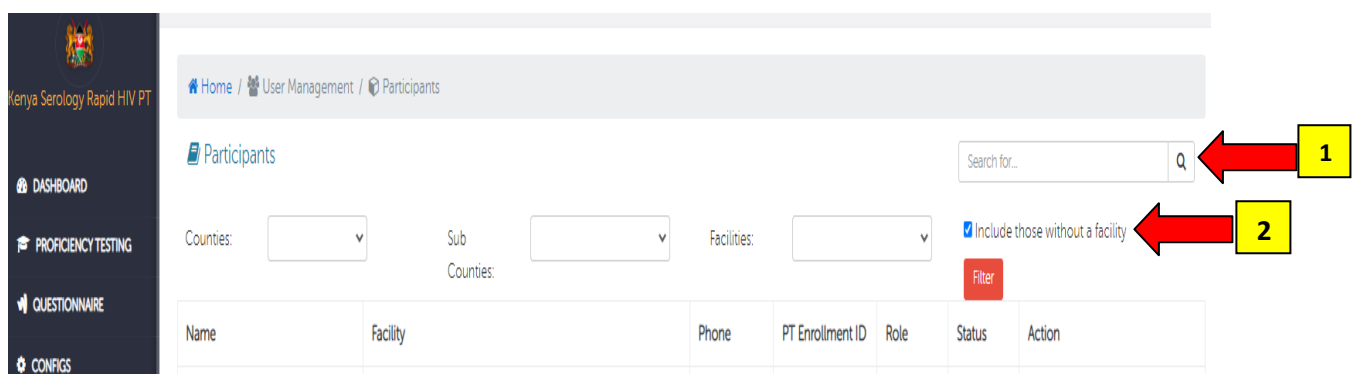 Kenya Serology Rapid HIV PT
DASHBOARD
PROFICIENCY TESTING
QUESTIONNAIRE
CONFIGS
Home / User Management / Participants
Participants
Search for...
1
Counties:
Sub
Counties:
Facilities:
Include those without a facility
2
Filter
Name Facility Phone PT Enrollment ID Role Status Action